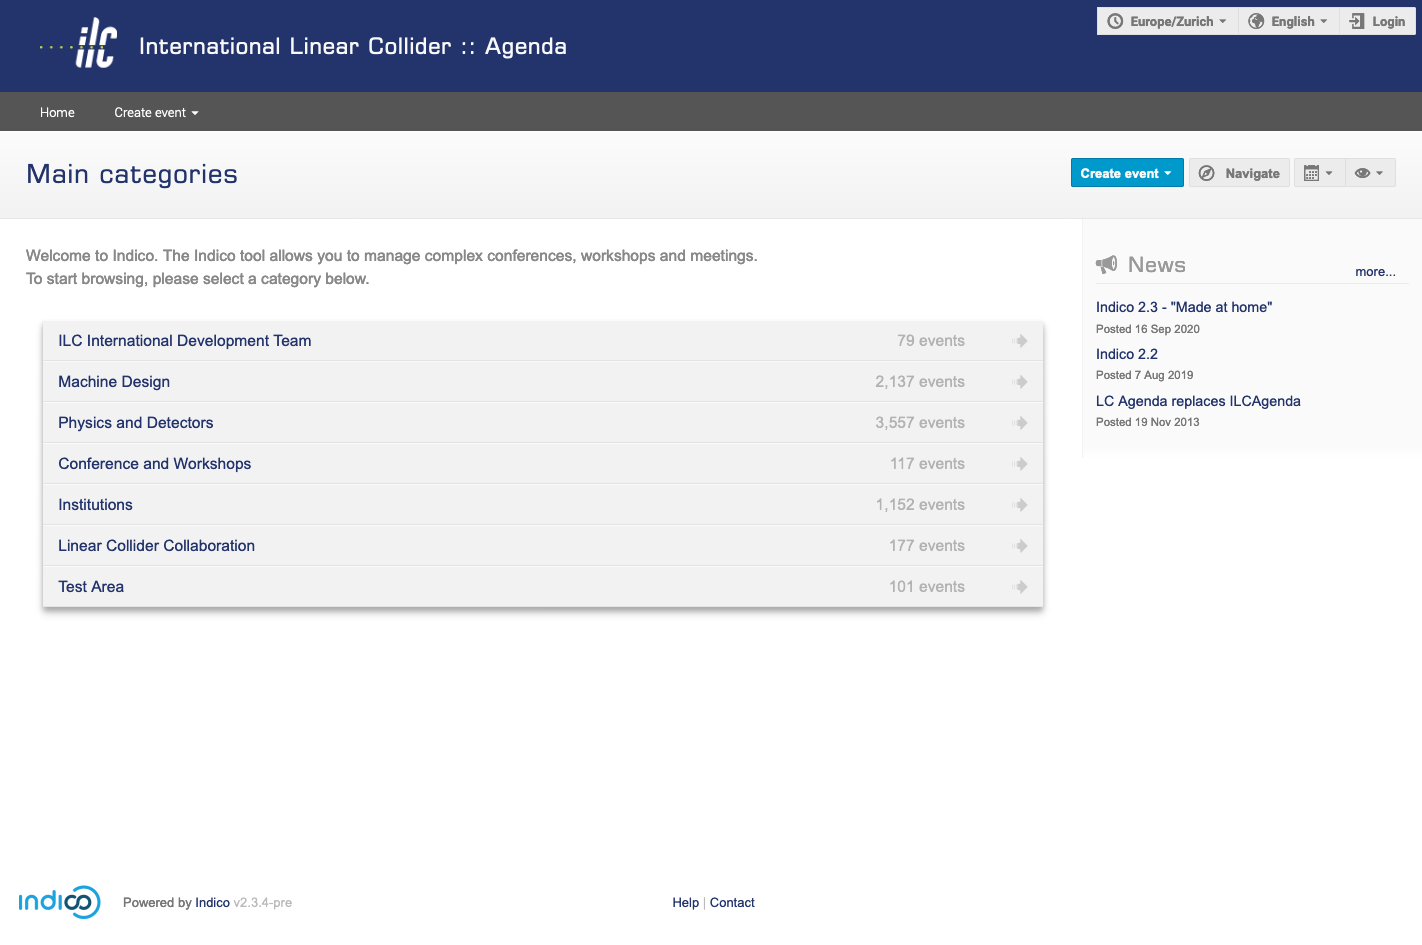 Europe/Zurich English Login
ilc International Linear Collider :: Agenda
Home Create event
Main categories
Create event Navigate
Welcome to Indico. The Indico tool allows you to manage complex conferences, workshops and meetings.
To start browsing, please select a category below.
ILC International Development Team 79 events
Machine Design 2,137 events
Physics and Detectors 3,557 events
Conference and Workshops 117 events
Institutions 1,152 events
Linear Collider Collaboration 177 events
Test Area 101 events
News more...
Indico 2.3 - "Made at home"
Posted 16 Sep 2020
Indico 2.2
Posted 7 Aug 2019
LC Agenda replaces ILCAgenda
Posted 19 Nov 2013
indico Powered by Indico v2.3.4-pre Help | Contact